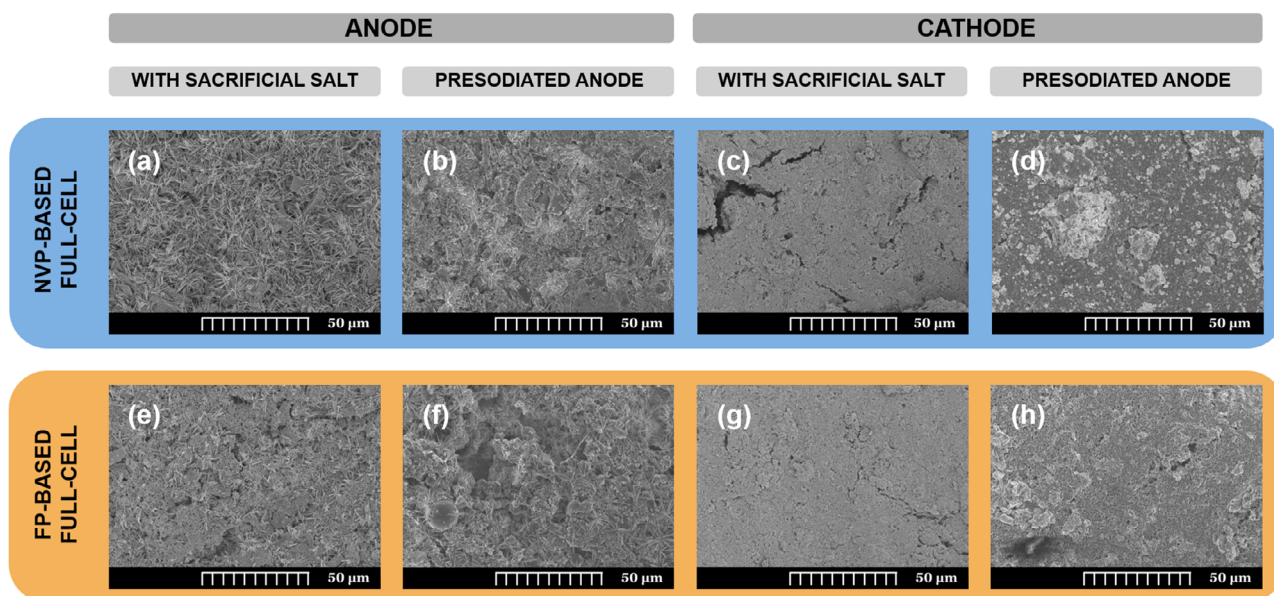 ANODE
CATHODE
WITH SACRIFICIAL SALT
PRESODIATED ANODE
WITH SACRIFICIAL SALT
PRESODIATED ANODE
NVP-BASED
FULL-CELL
(a)
(b)
(c)
(d)
50 µm
50 µm
50 µm
50 µm
FP-BASED
FULL-CELL
(e)
(f)
(g)
(h)
50 µm
50 µm
50 µm
50 µm